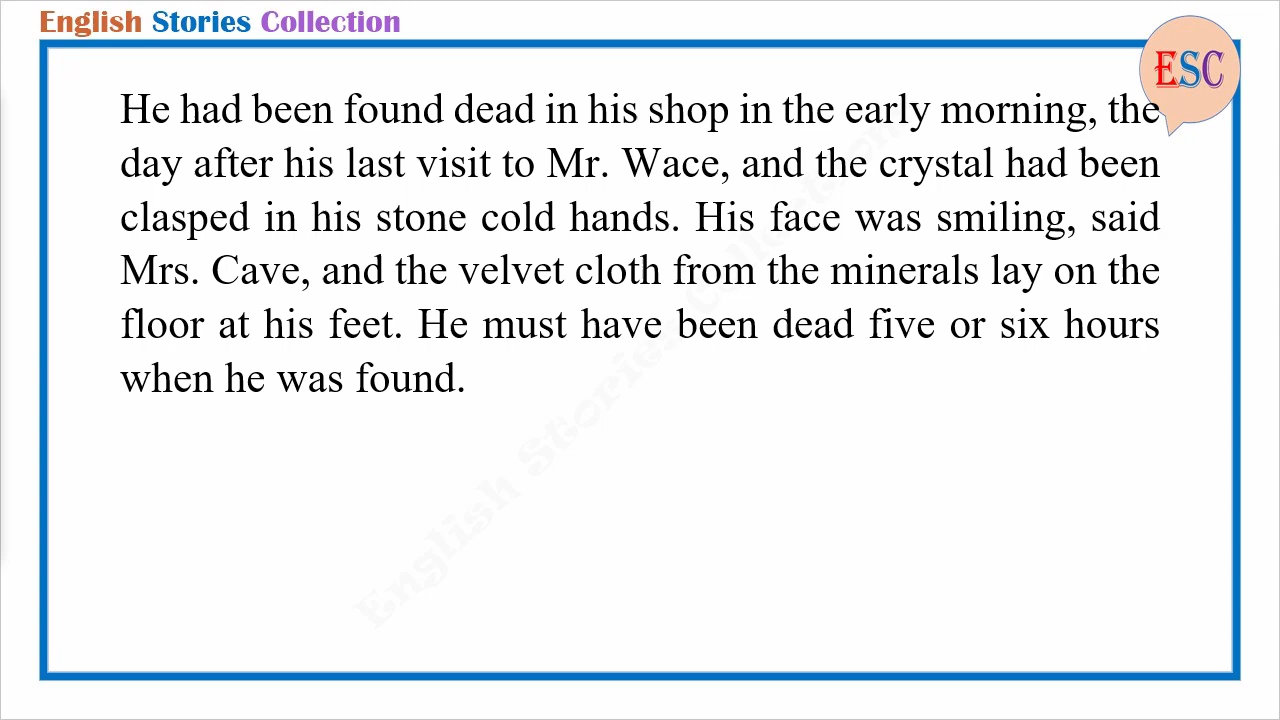 English Stories Collection
ESC
He had been found dead in his shop in the early morning, the
day after his last visit to Mr. Wace, and the crystal had been
clasped in his stone cold hands. His face was smiling, said
Mrs. Cave, and the velvet cloth from the minerals lay on the
floor at his feet. He must have been dead five or six hours
when he was found.
English Stories Collection